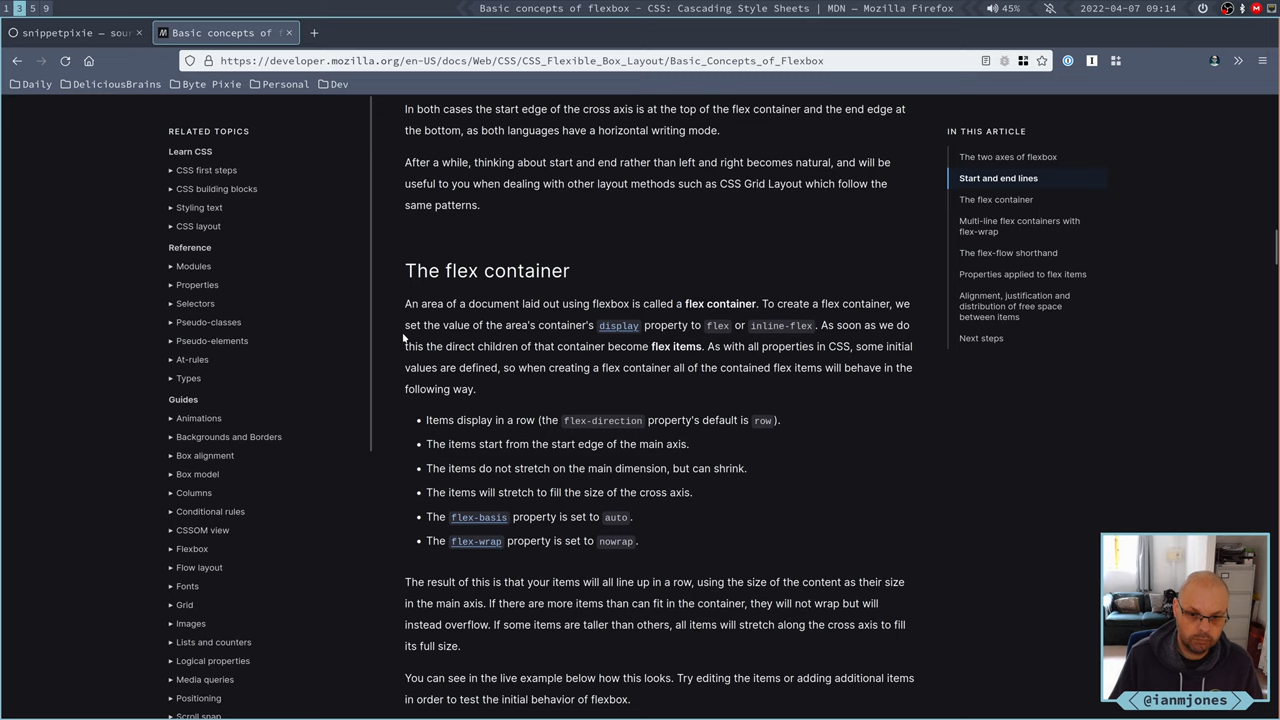 1 3 5 9
Basic concepts of flexbox - CSS: Cascading Style Sheets | MDN — Mozilla Firefox
45%
2022-04-07 09:14
snippetpixie — sour
Basic concepts of f
https://developer.mozilla.org/en-US/docs/Web/CSS/CSS_Flexible_Box_Layout/Basic_Concepts_of_Flexbox
Daily
DeliciousBrains
Byte Pixie
Personal
Dev
RELATED TOPICS
Learn CSS
CSS first steps
CSS building blocks
Styling text
CSS layout
Reference
Modules
Properties
Selectors
Pseudo-classes
Pseudo-elements
At-rules
Types
Guides
Animations
Backgrounds and Borders
Box alignment
Box model
Columns
Conditional rules
CSSOM view
Flexbox
Flow layout
Fonts
Grid
Images
Lists and counters
Logical properties
Media queries
Positioning
Scroll snap
In both cases the start edge of the cross axis is at the top of the flex container and the end edge at
the bottom, as both languages have a horizontal writing mode.
After a while, thinking about start and end rather than left and right becomes natural, and will be
useful to you when dealing with other layout methods such as CSS Grid Layout which follow the
same patterns.
The flex container
An area of a document laid out using flexbox is called a flex container. To create a flex container, we
set the value of the area's container's display property to flex or inline-flex. As soon as we do
this the direct children of that container become flex items. As with all properties in CSS, some initial
values are defined, so when creating a flex container all of the contained flex items will behave in the
following way.
Items display in a row (the flex-direction property's default is row).
The items start from the start edge of the main axis.
The items do not stretch on the main dimension, but can shrink.
The items will stretch to fill the size of the cross axis.
The flex-basis property is set to auto.
The flex-wrap property is set to nowrap.
The result of this is that your items will all line up in a row, using the size of the content as their size
in the main axis. If there are more items than can fit in the container, they will not wrap but will
instead overflow. If some items are taller than others, all items will stretch along the cross axis to fill
its full size.
You can see in the live example below how this looks. Try editing the items or adding additional items
in order to test the initial behavior of flexbox.
IN THIS ARTICLE
The two axes of flexbox
Start and end lines
The flex container
Multi-line flex containers with
flex-wrap
The flex-flow shorthand
Properties applied to flex items
Alignment, justification and
distribution of free space
between items
Next steps
@ianmjones